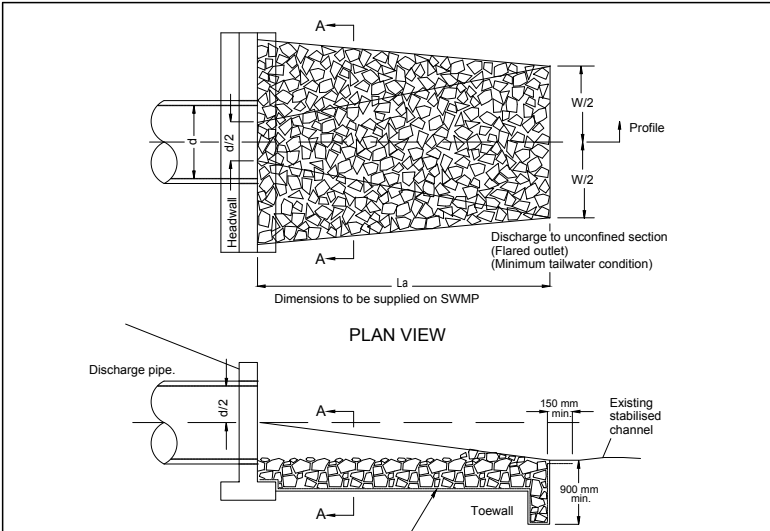 A
d
d/2
Headwall
W/2
W/2
Profile
A
Discharge to unconfined section
(Flared outlet)
(Minimum tailwater condition)
La
Dimensions to be supplied on SWMP
PLAN VIEW
Discharge pipe.
d/2
A
150 mm
min.
Existing
stabilised
channel
900 mm
min.
Toewall
A